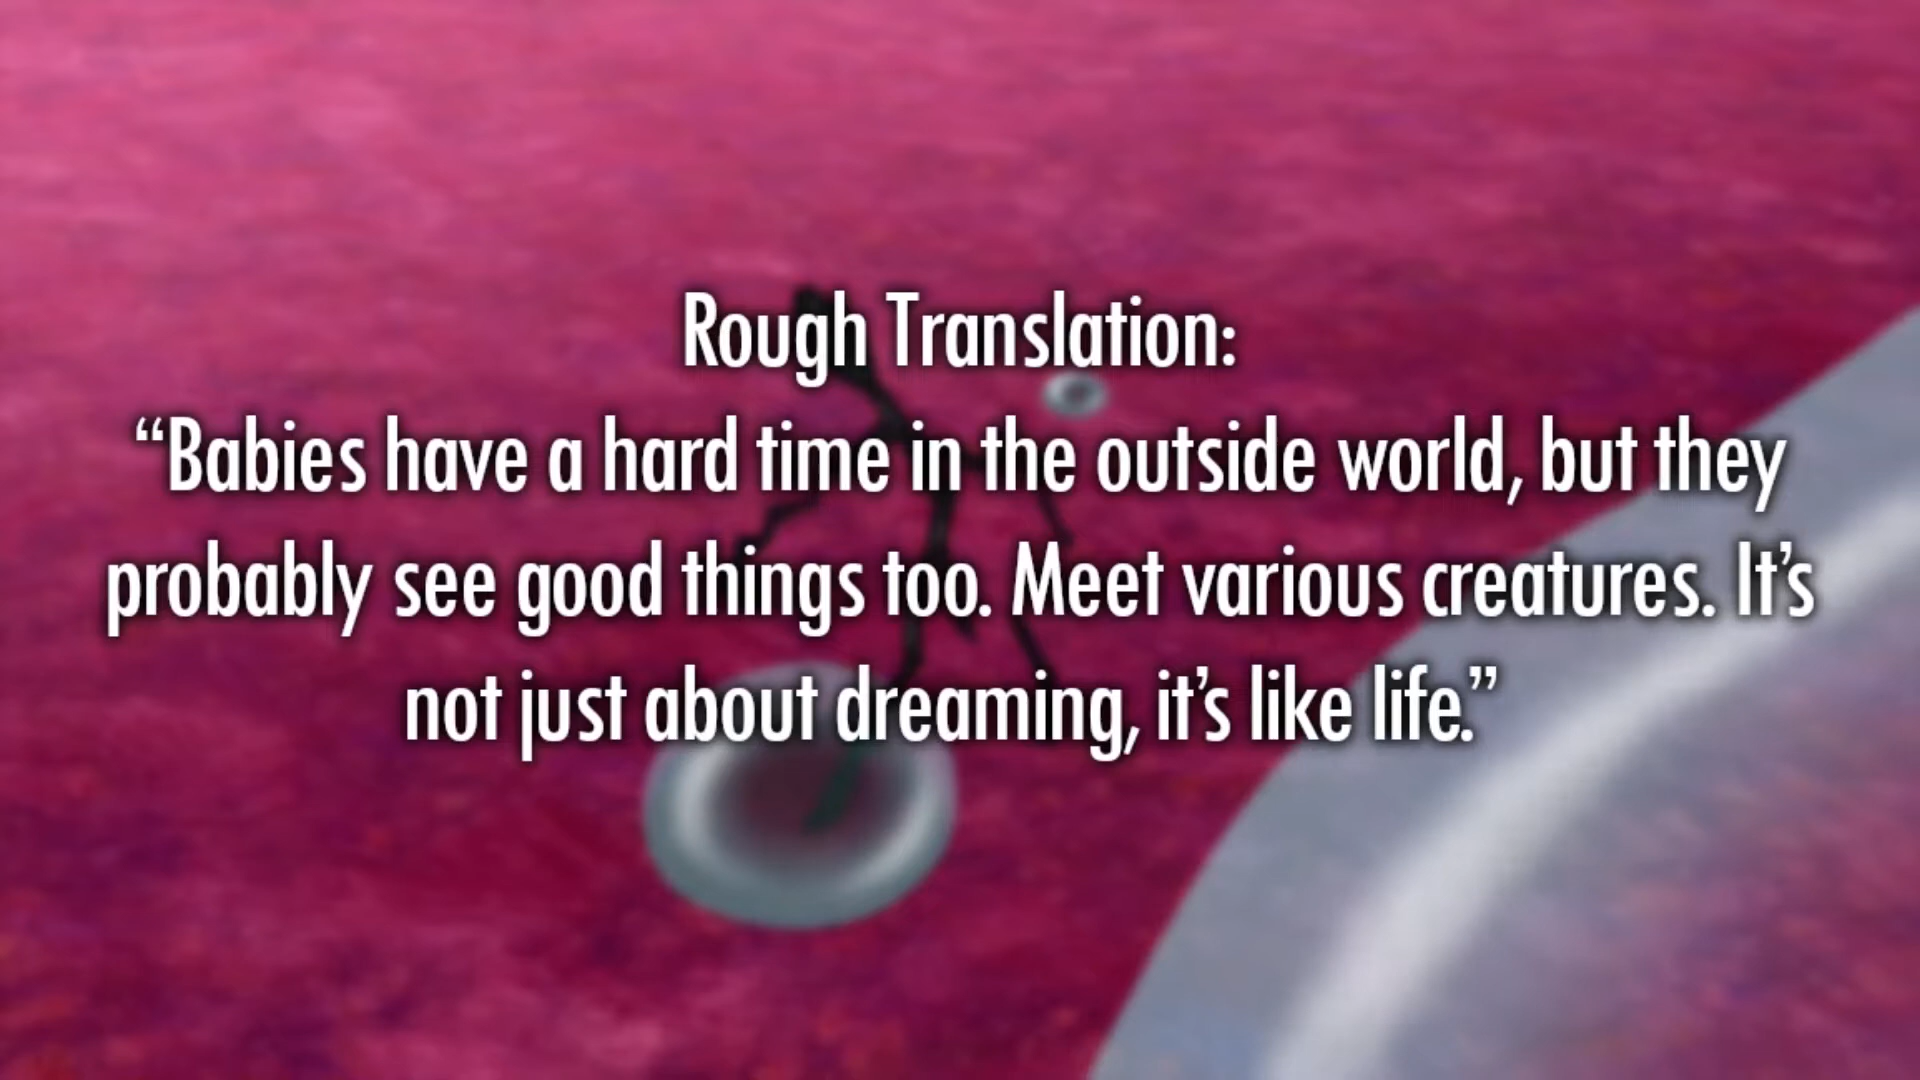 Rough Translation:
“Babies have a hard time in the outside world, but they
probably see good things too. Meet various creatures. It’s
not just about dreaming, it’s like life.”